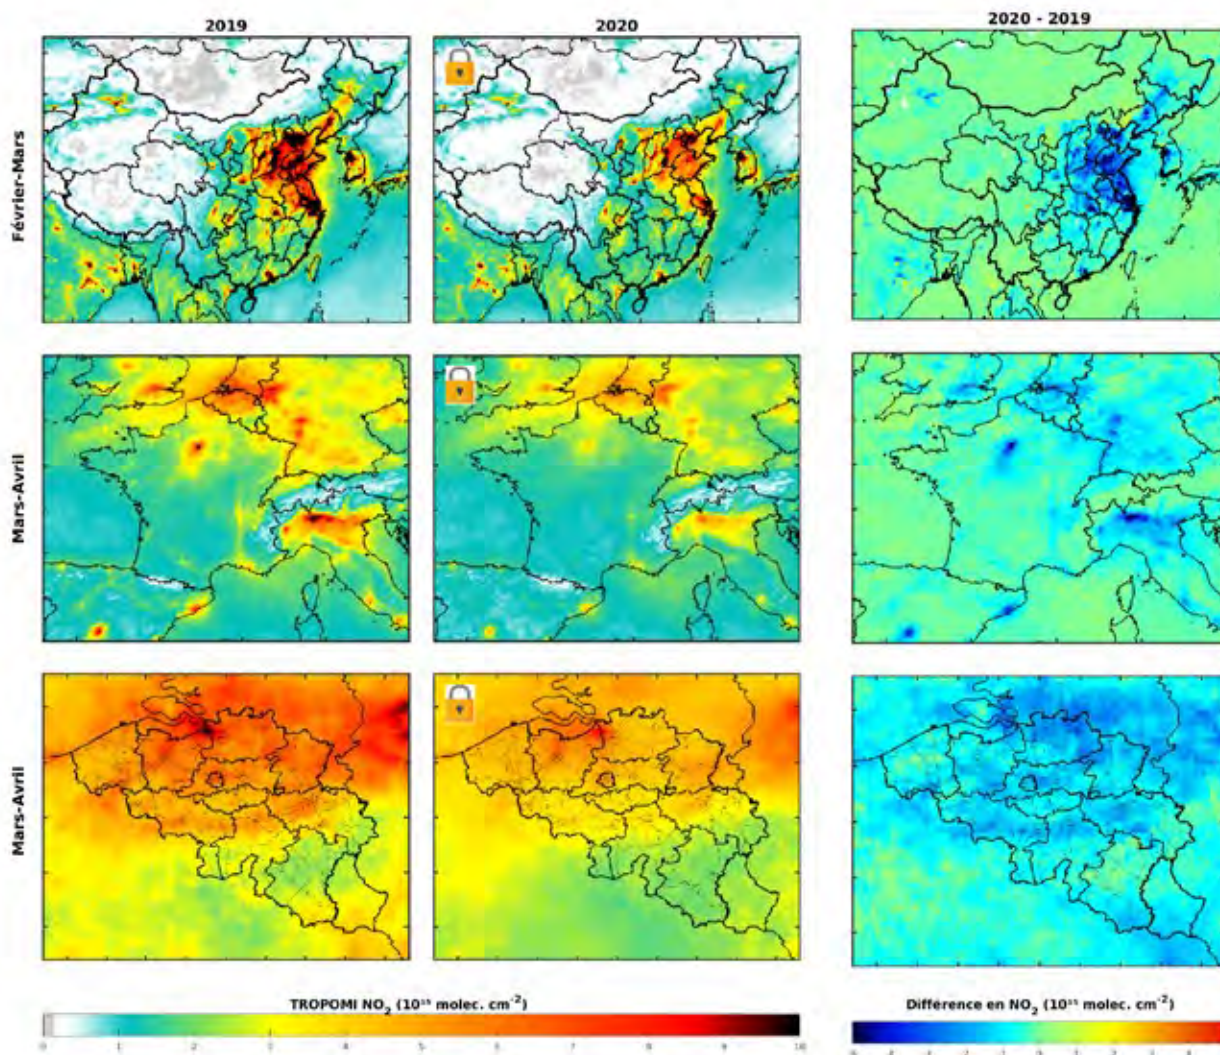 2019
2020
2020 - 2019
Février-Mars
Mars-Avril
Mars-Avril
TROPOMI NO₂ (10¹⁵ molec. cm⁻²)
0 1 2 3 4 5 6 7 8 9 10
Différence en NO₂ (10¹⁵ molec. cm⁻²)